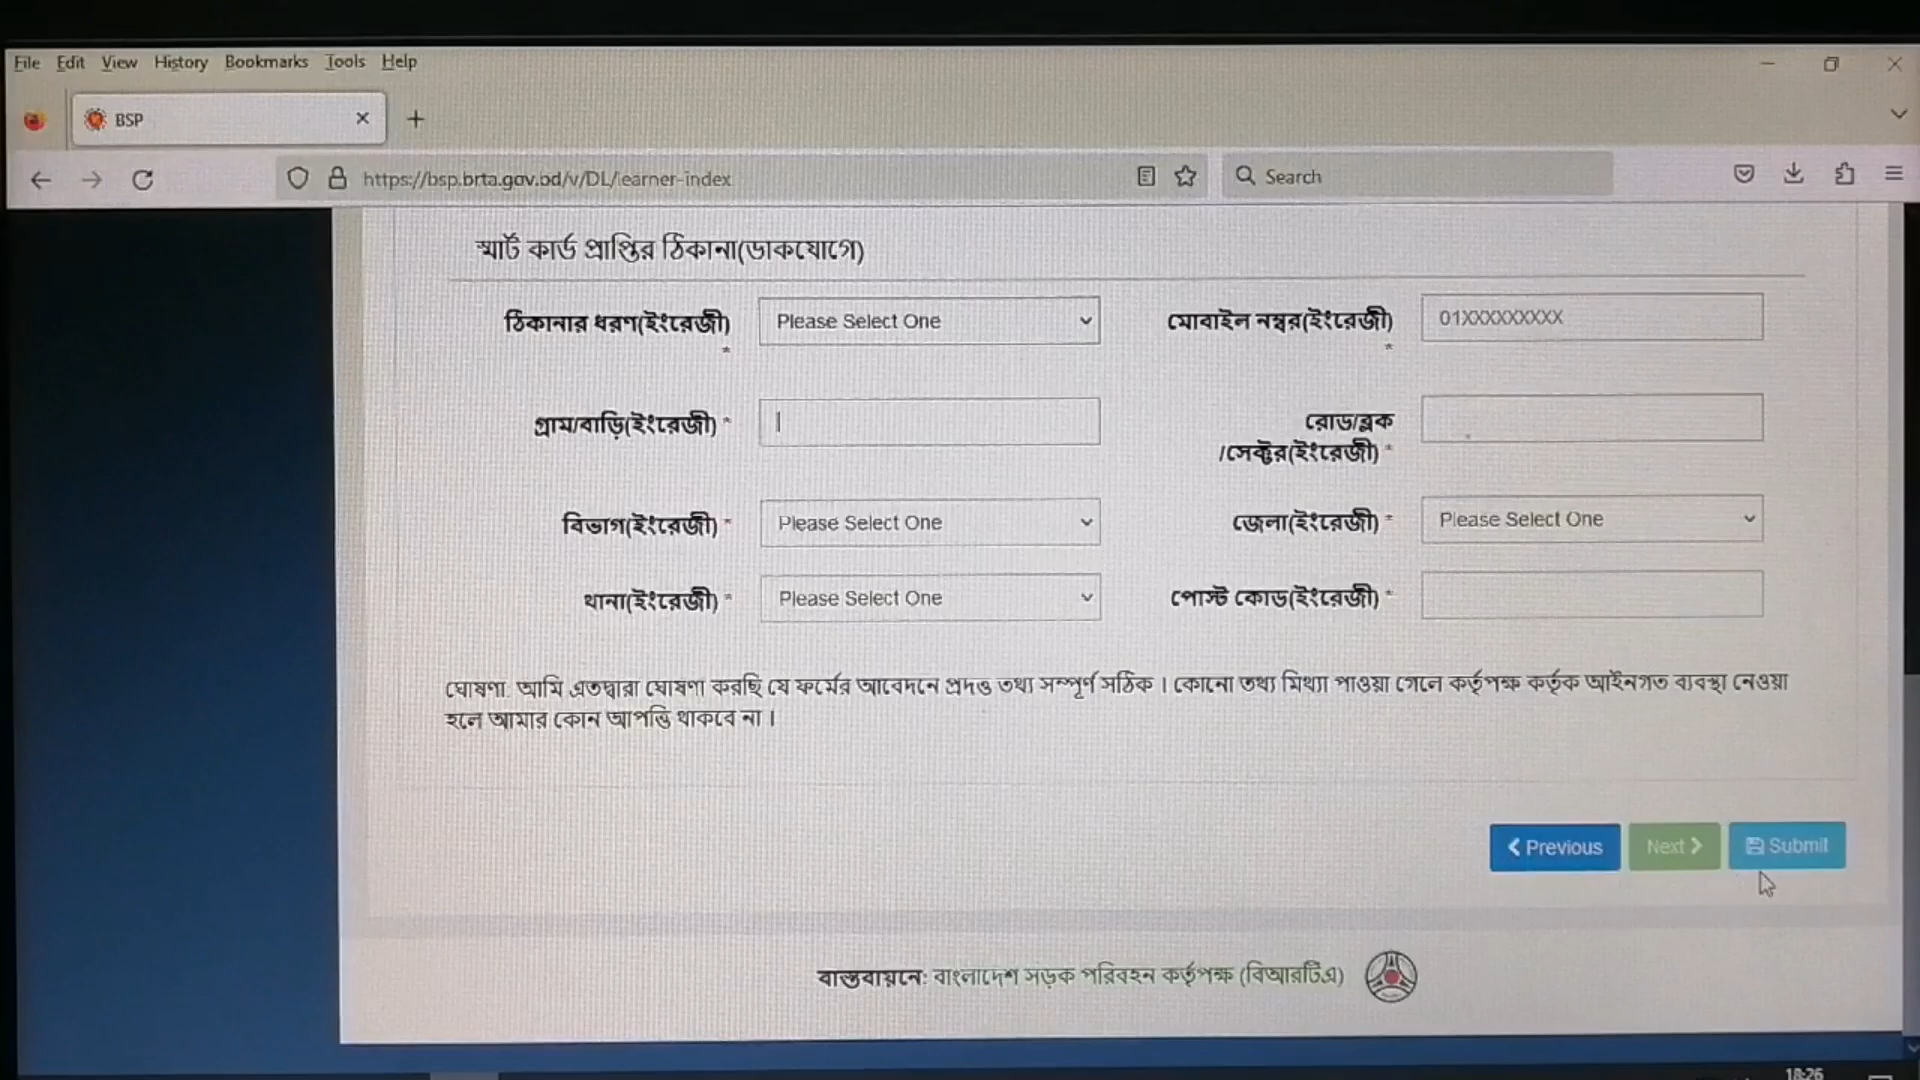 File Edit View History Bookmarks Tools Help
BSP
https://bsp.brta.gov.bd/v/DL/learner-index
Search
স্মার্ট কার্ড প্রাপ্তির ঠিকানা(ডাকযোগে)
ঠিকানার ধরণ(ইংরেজী) *
Please Select One
মোবাইল নম্বর(ইংরেজী) *
01XXXXXXXXX
গ্রাম/বাড়ি(ইংরেজী) *
রোড/ব্লক
/সেক্টর(ইংরেজী) *
বিভাগ(ইংরেজী) *
Please Select One
জেলা(ইংরেজী) *
Please Select One
থানা(ইংরেজী) *
Please Select One
পোস্ট কোড(ইংরেজী) *
ঘোষণা: আমি এতদ্বারা ঘোষণা করছি যে ফর্মের আবেদনে প্রদত্ত তথ্য সম্পূর্ণ সঠিক । কোনো তথ্য মিথ্যা পাওয়া গেলে কর্তৃপক্ষ কর্তৃক আইনগত ব্যবস্থা নেওয়া
হলে আমার কোন আপত্তি থাকবে না ।
Previous
Next
Submit
বাস্তবায়নে: বাংলাদেশ সড়ক পরিবহন কর্তৃপক্ষ (বিআরটিএ)
18:26